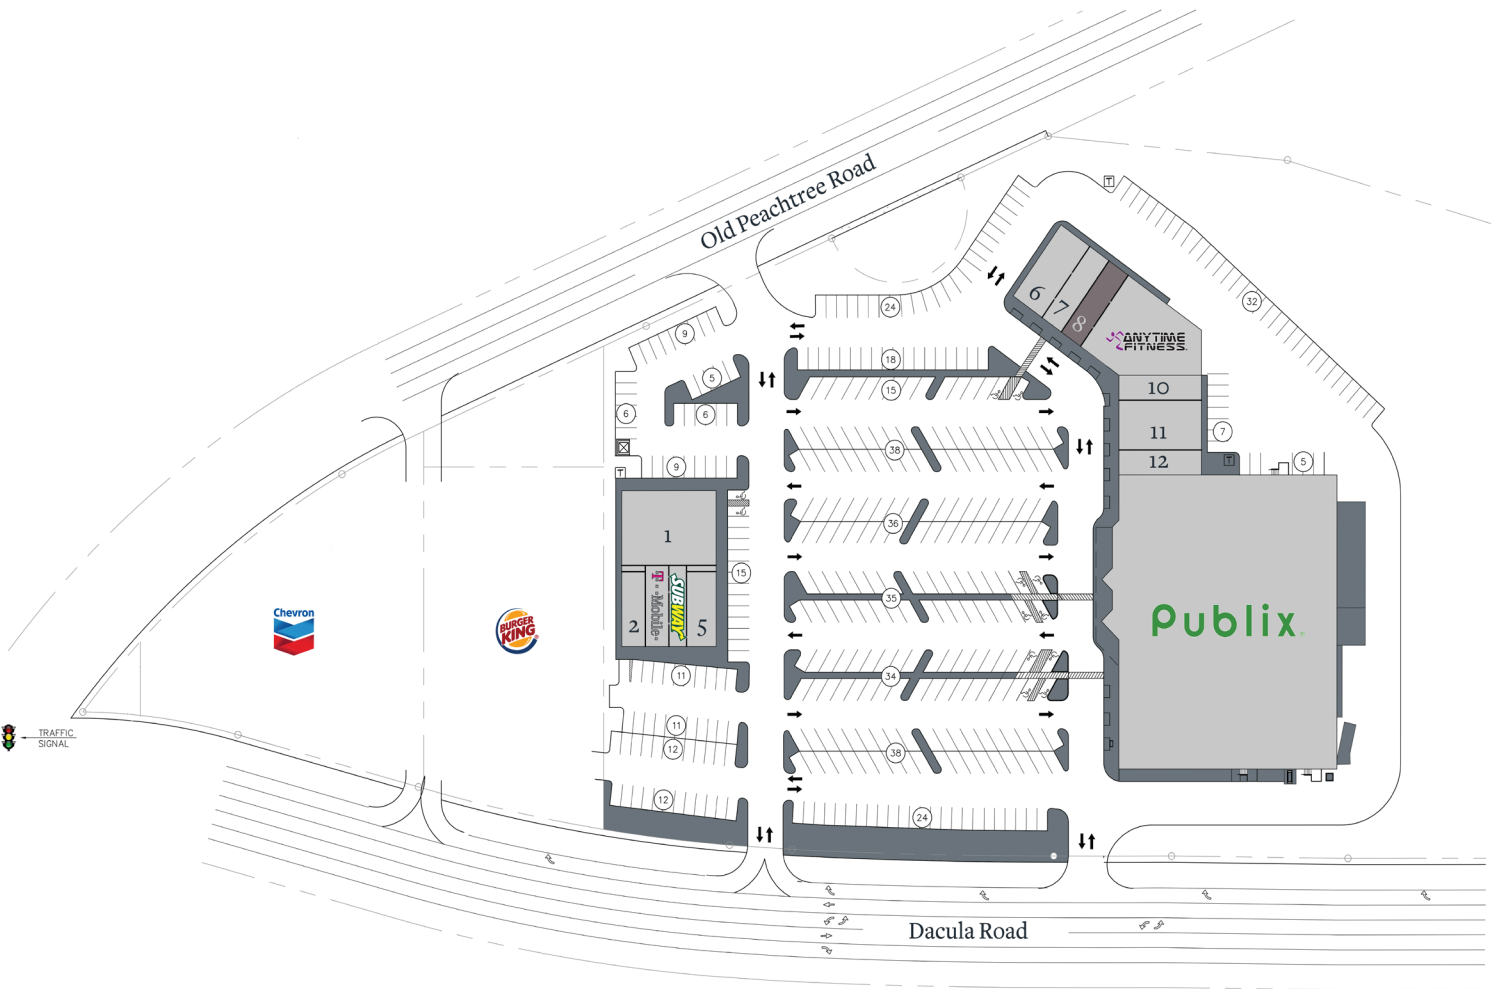 Old Peachtree Road
24
32
9
6
7
8
ANYTIME
FITNESS.
18
15
5
6
6
10
11
12
7
5
38
9
36
1
15
35
T-Mobile
SUBWAY
2
5
Publix
Chevron
BURGER
KING
11
34
11
12
38
TRAFFIC
SIGNAL
12
24
Dacula Road
T
T
T